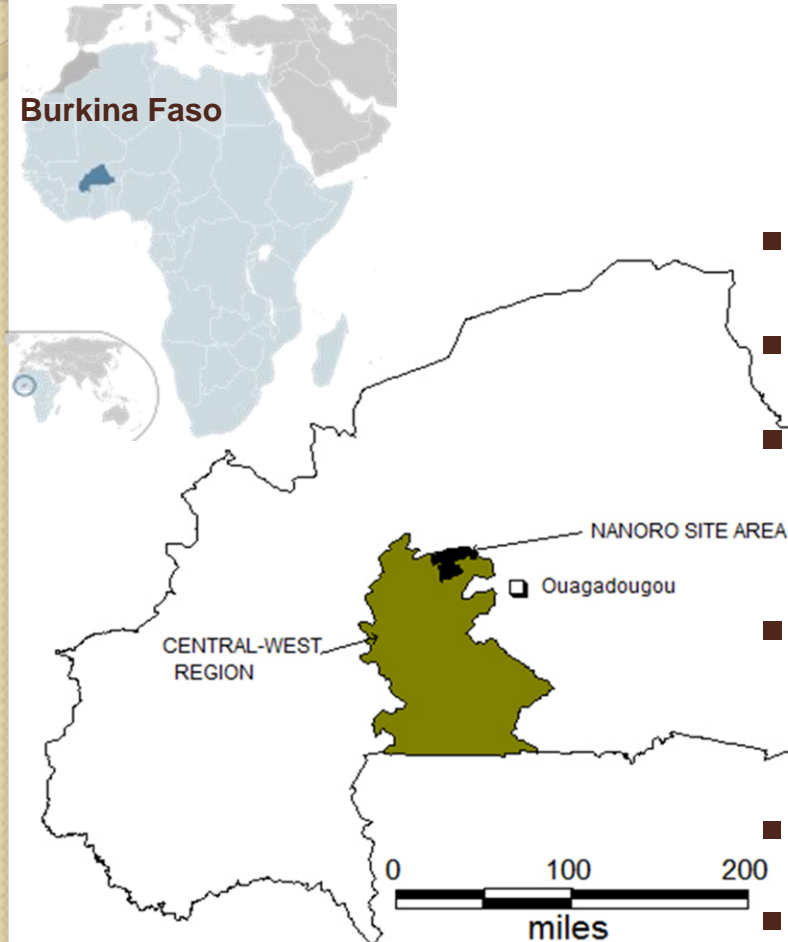 Burkina Faso
NANORO SITE AREA
Ouagadougou
CENTRAL-WEST
REGION
0 100 200
miles